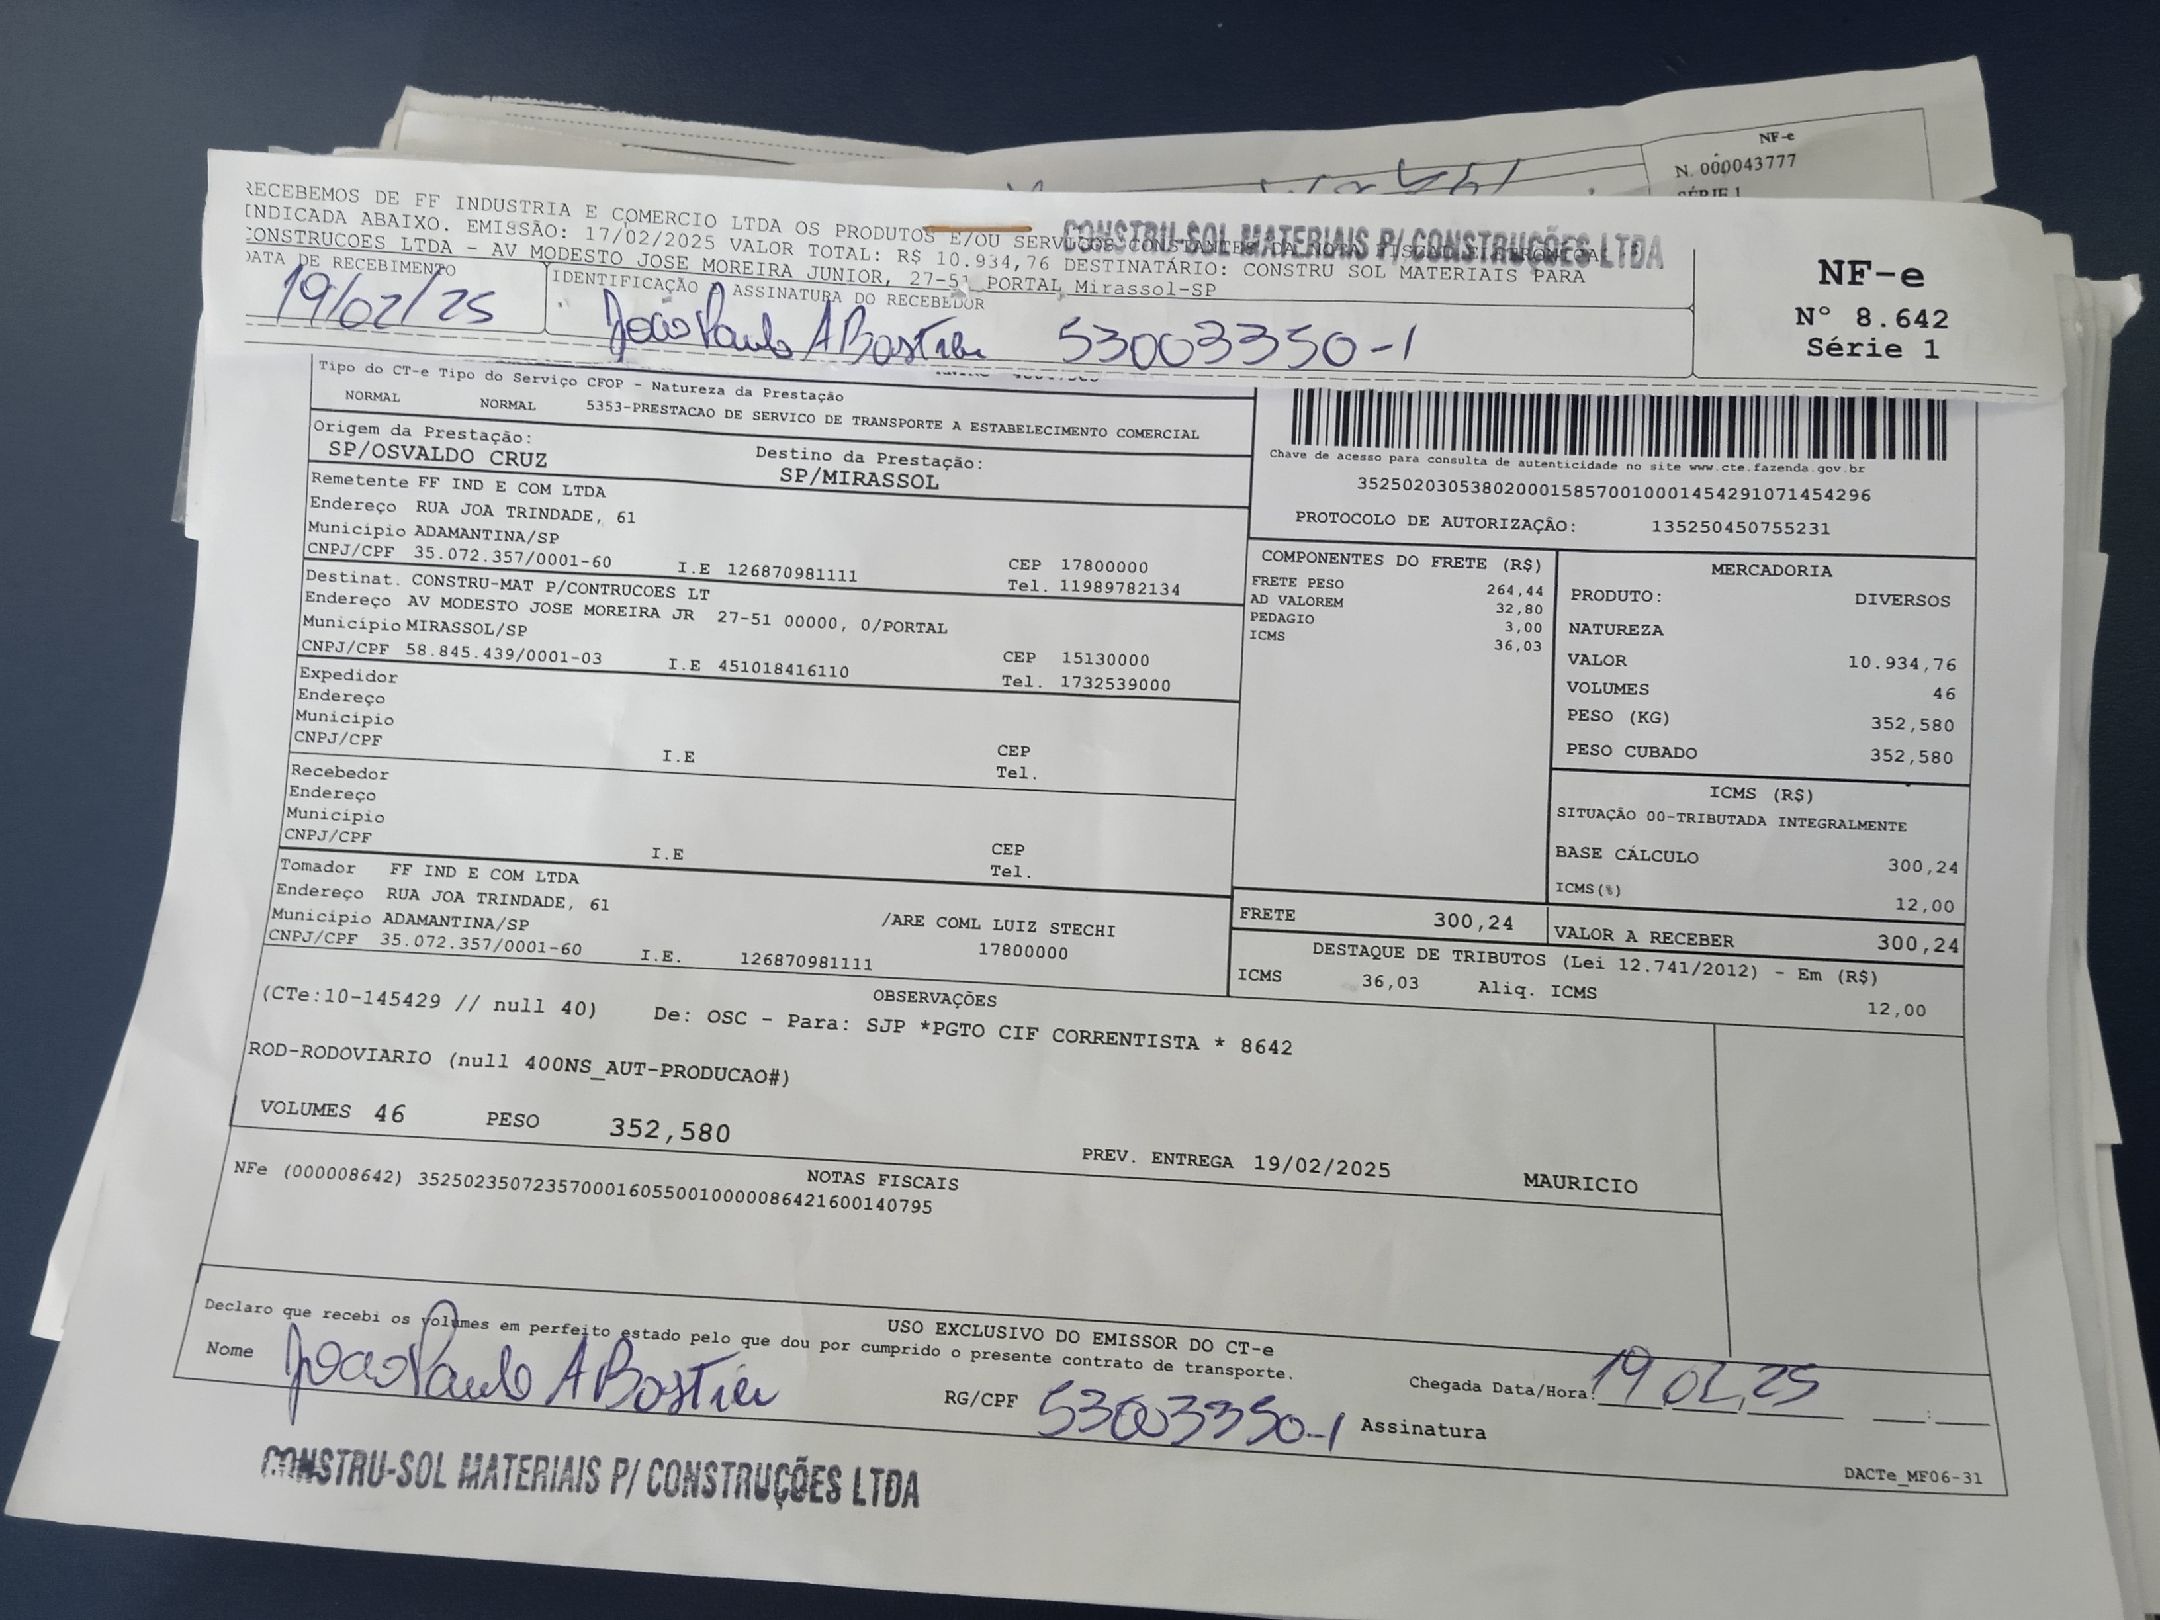 NF-e
N. 000043777
SÉRIE 1
RECEBEMOS DE FF INDUSTRIA E COMERCIO LTDA OS PRODUTOS E/OU SERVIÇOS CONSTANTES DA NOTA FISCAL ELETRONICA
INDICADA ABAIXO. EMISSÃO: 17/02/2025 VALOR TOTAL: R$ 10.934,76 DESTINATÁRIO: CONSTRU SOL MATERIAIS PARA
CONSTRUCOES LTDA - AV MODESTO JOSE MOREIRA JUNIOR, 27-51 PORTAL Mirassol-SP
CONSTRU-SOL MATERIAIS P/ CONSTRUÇÕES LTDA
DATA DE RECEBIMENTO
IDENTIFICAÇÃO E ASSINATURA DO RECEBEDOR
19/02/25
João Paulo A Bastien 53003350-1
NF-e
Nº 8.642
Série 1
Tipo do CT-e Tipo do Serviço CFOP - Natureza da Prestação
NORMAL NORMAL 5353-PRESTACAO DE SERVICO DE TRANSPORTE A ESTABELECIMENTO COMERCIAL
Origem da Prestação: Destino da Prestação:
SP/OSVALDO CRUZ SP/MIRASSOL
Chave de acesso para consulta de autenticidade no site www.cte.fazenda.gov.br
35250203053802000158570010001454291071454296
PROTOCOLO DE AUTORIZAÇÃO: 135250450755231
Remetente FF IND E COM LTDA
Endereço RUA JOA TRINDADE, 61
Município ADAMANTINA/SP CEP 17800000
CNPJ/CPF 35.072.357/0001-60 I.E 126870981111 Tel. 11989782134
Destinat. CONSTRU-MAT P/CONTRUCOES LT
Endereço AV MODESTO JOSE MOREIRA JR 27-51 00000, 0/PORTAL
Município MIRASSOL/SP CEP 15130000
CNPJ/CPF 58.845.439/0001-03 I.E 451018416110 Tel. 1732539000
Expedidor
Endereço
Município CEP
CNPJ/CPF I.E Tel.
Recebedor
Endereço
Município CEP
CNPJ/CPF I.E Tel.
Tomador FF IND E COM LTDA
Endereço RUA JOA TRINDADE, 61 /ARE COML LUIZ STECHI
Município ADAMANTINA/SP 17800000
CNPJ/CPF 35.072.357/0001-60 I.E. 126870981111
COMPONENTES DO FRETE (R$)
FRETE PESO 264,44
AD VALOREM 32,80
PEDAGIO 3,00
ICMS 36,03
MERCADORIA
PRODUTO: DIVERSOS
NATUREZA
VALOR 10.934,76
VOLUMES 46
PESO (KG) 352,580
PESO CUBADO 352,580
ICMS (R$)
SITUAÇÃO 00-TRIBUTADA INTEGRALMENTE
BASE CÁLCULO 300,24
ICMS(%) 12,00
FRETE 300,24 VALOR A RECEBER 300,24
DESTAQUE DE TRIBUTOS (Lei 12.741/2012) - Em (R$)
ICMS 36,03 Aliq. ICMS 12,00
OBSERVAÇÕES
(CTe:10-145429 // null 40) De: OSC - Para: SJP *PGTO CIF CORRENTISTA * 8642
ROD-RODOVIARIO (null 400NS_AUT-PRODUCAO#)
VOLUMES 46 PESO 352,580 PREV. ENTREGA 19/02/2025 MAURICIO
NOTAS FISCAIS
NFe (000008642) 35250235072357000160550010000086421600140795
USO EXCLUSIVO DO EMISSOR DO CT-e
Declaro que recebi os volumes em perfeito estado pelo que dou por cumprido o presente contrato de transporte.
Nome João Paulo A Bastien RG/CPF 53003350-1 Assinatura Chegada Data/Hora: 19 02 25
DACTe_MF06-31
CONSTRU-SOL MATERIAIS P/ CONSTRUÇÕES LTDA